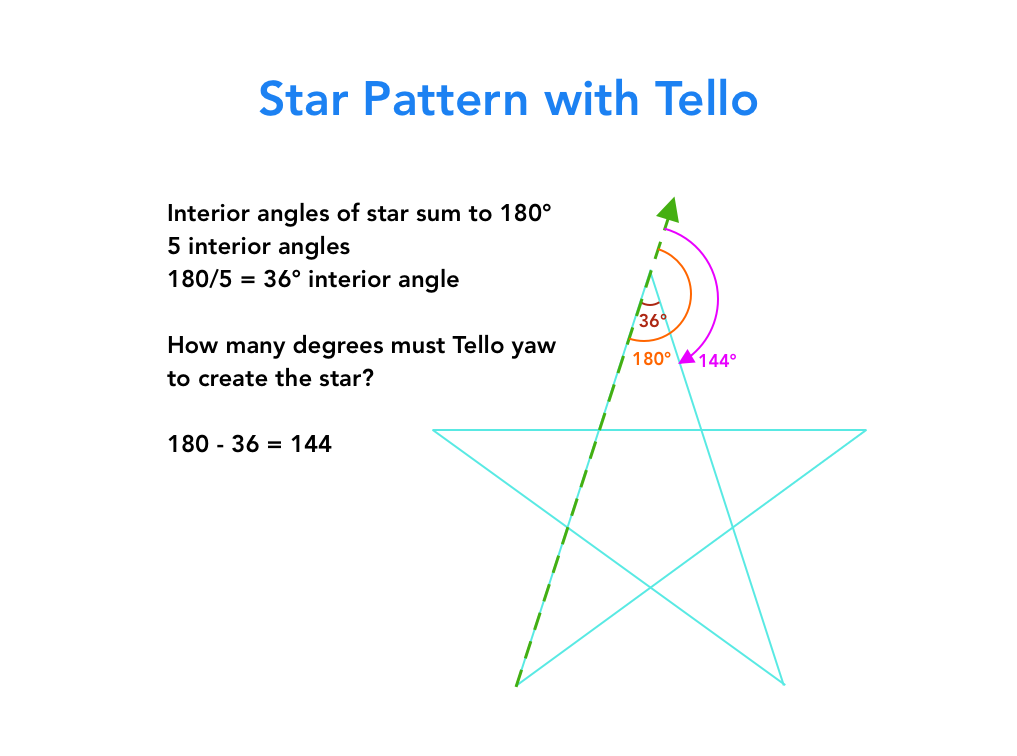 Star Pattern with Tello
Interior angles of star sum to 180°
5 interior angles
180/5 = 36° interior angle
How many degrees must Tello yaw
to create the star?
180 - 36 = 144
36°
180°
144°